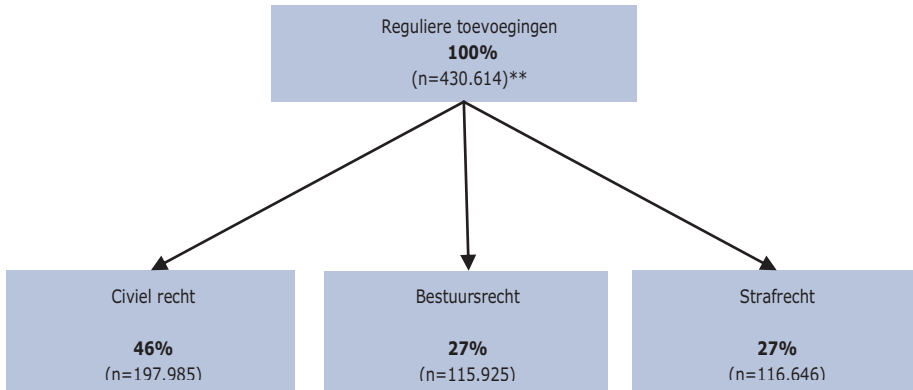 Reguliere toevoegingen
100%
(n=430.614)**
Civiel recht
46%
(n=197.985)
Bestuursrecht
27%
(n=115.925)
Strafrecht
27%
(n=116.646)